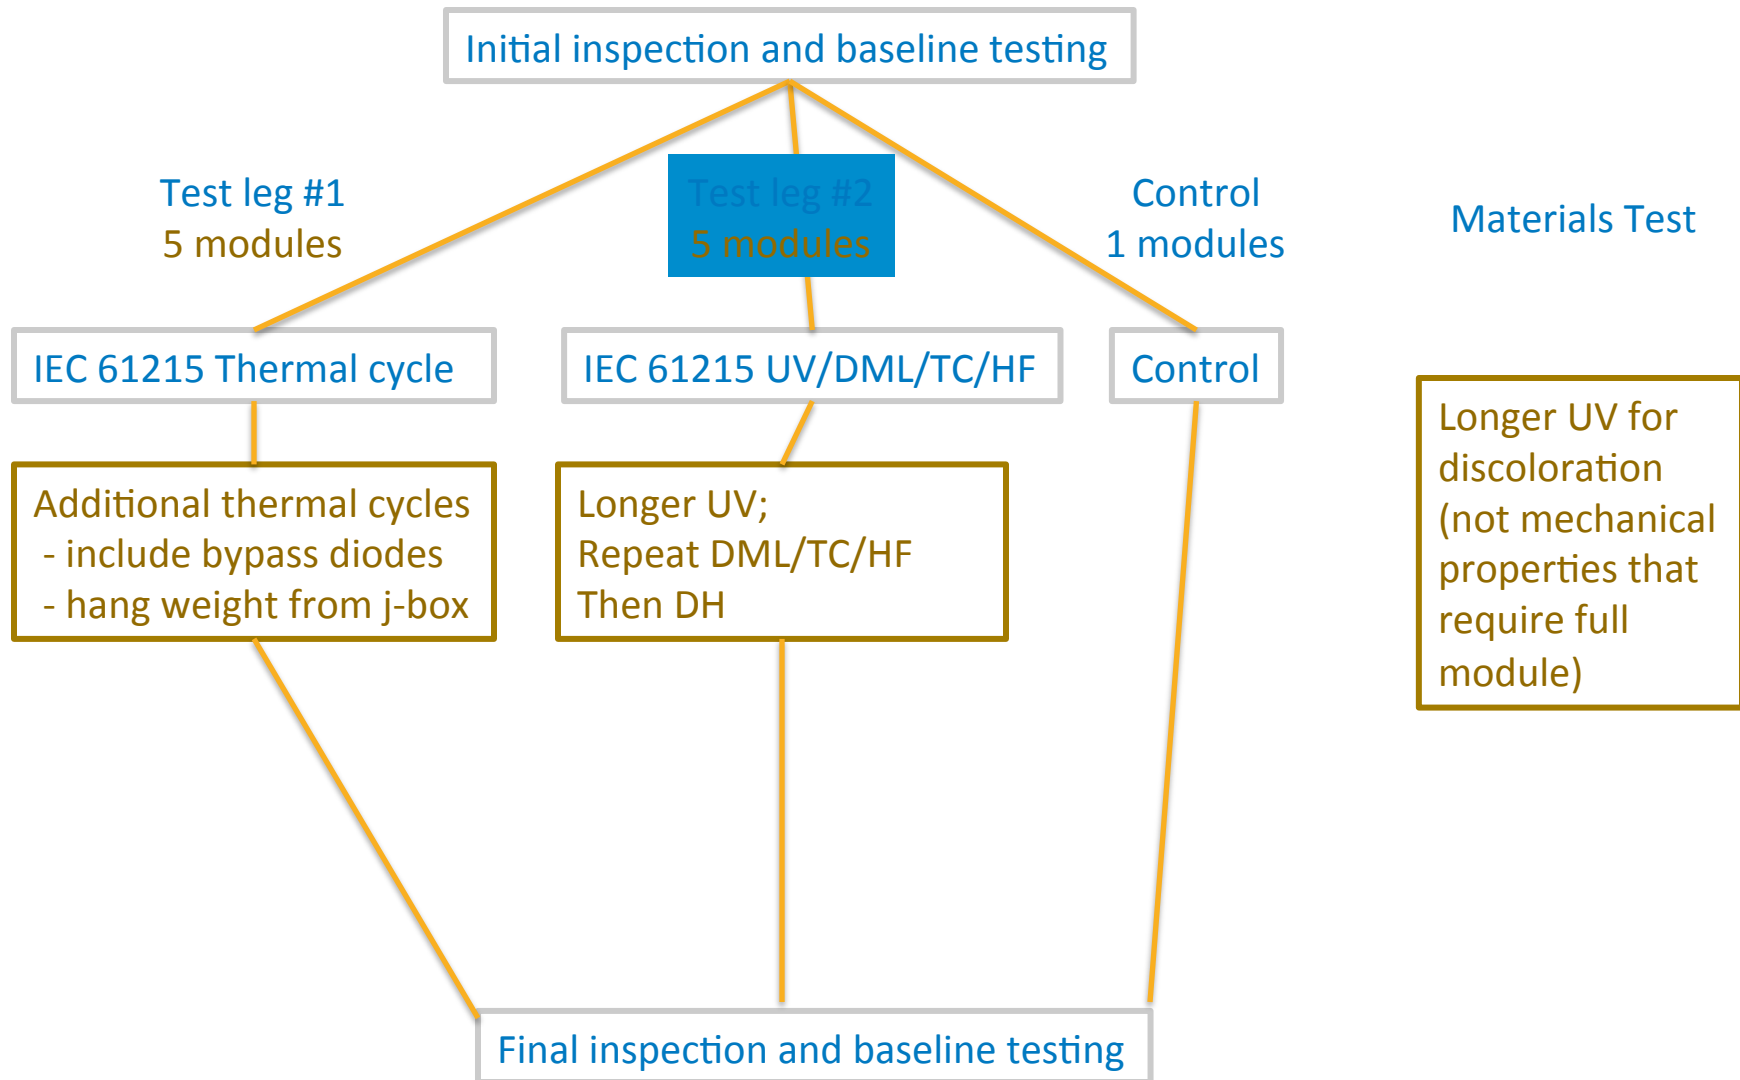 Initial inspection and baseline testing
Test leg #1
5 modules
Test leg #2
5 modules
Control
1 modules
Materials Test
IEC 61215 Thermal cycle
IEC 61215 UV/DML/TC/HF
Control
Additional thermal cycles
- include bypass diodes
- hang weight from j-box
Longer UV;
Repeat DML/TC/HF
Then DH
Longer UV for
discoloration
(not mechanical
properties that
require full
module)
Final inspection and baseline testing